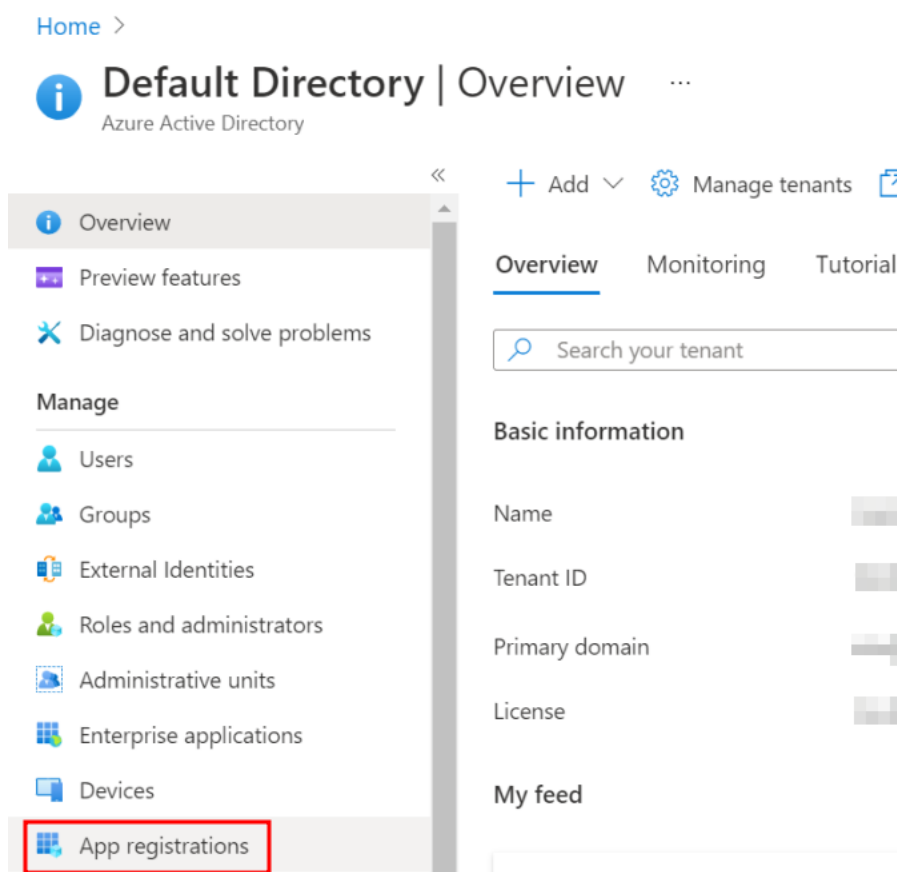 Home >
Default Directory | Overview ...
Azure Active Directory
«
Overview
Preview features
Diagnose and solve problems
Manage
Users
Groups
External Identities
Roles and administrators
Administrative units
Enterprise applications
Devices
App registrations
+ Add Manage tenants
Overview Monitoring Tutorial
Search your tenant
Basic information
Name
Tenant ID
Primary domain
License
My feed